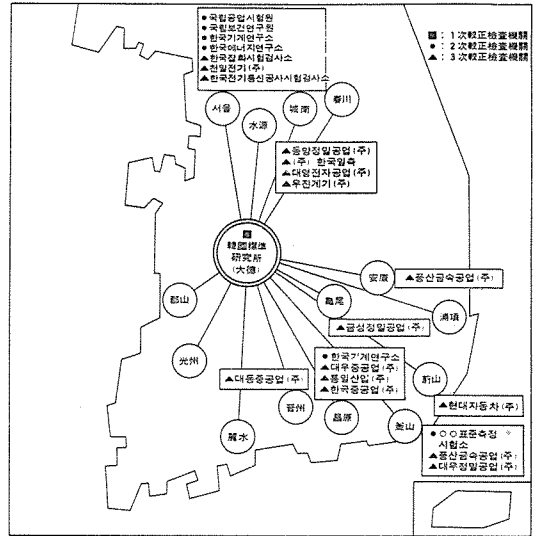 ● 국립공업시험원
● 국립보건연구원
● 한국기계연구소
● 한국에너지연구소
▲한국잡화시험검사소
▲천일전기(주)
▲한국전기통신공사시험검사소
■ : 1次較正檢査機關
● : 2次較正檢査機關
▲ : 3次較正檢査機關
서울
水源
城南
春川
▲동양정밀공업(주)
▲(주) 한국일측
▲대영전자공업(주)
▲우진계기(주)
韓國標準
研究所
(大德)
安康
▲풍산금속공업(주)
郡山
龜尾
浦項
▲금성정밀공업(주)
光州
▲대동중공업(주)
● 한국기계연구소
▲대우중공업(주)
▲통일산업(주)
▲한국중공업(주)
蔚山
▲현대자동차(주)
晋州
昌原
釜山
麗水
● ○○표준측정
시험소
▲풍산금속공업(주)
▲대우정밀공업(주)